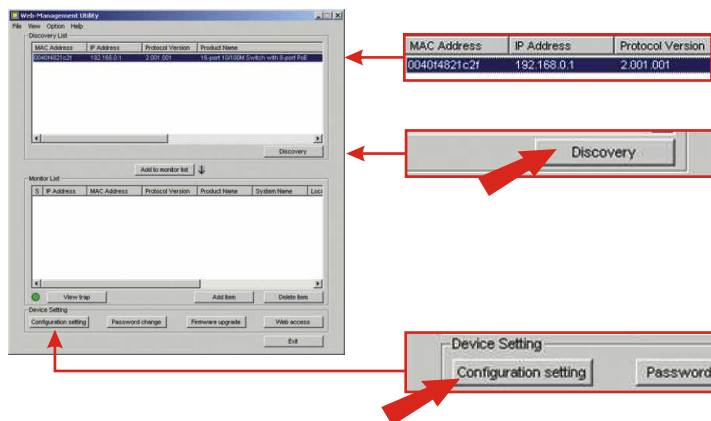 Web-Management Utility
File View Option Help
Discovery List
MAC Address IP Address Protocol Version Product Name
0040f4821c2f 192.168.0.1 2.001.001 16-port 10/100M Switch with 8-port PoE
Discovery
Add to monitor list
Monitor List
S IP Address MAC Address Protocol Version Product Name System Name Loca
View trap Add Item Delete Item
Device Setting
Configuration setting Password change Firmware upgrade Web access
Exit
MAC Address IP Address Protocol Version
0040f4821c2f 192.168.0.1 2.001.001
Discovery
Device Setting
Configuration setting Password